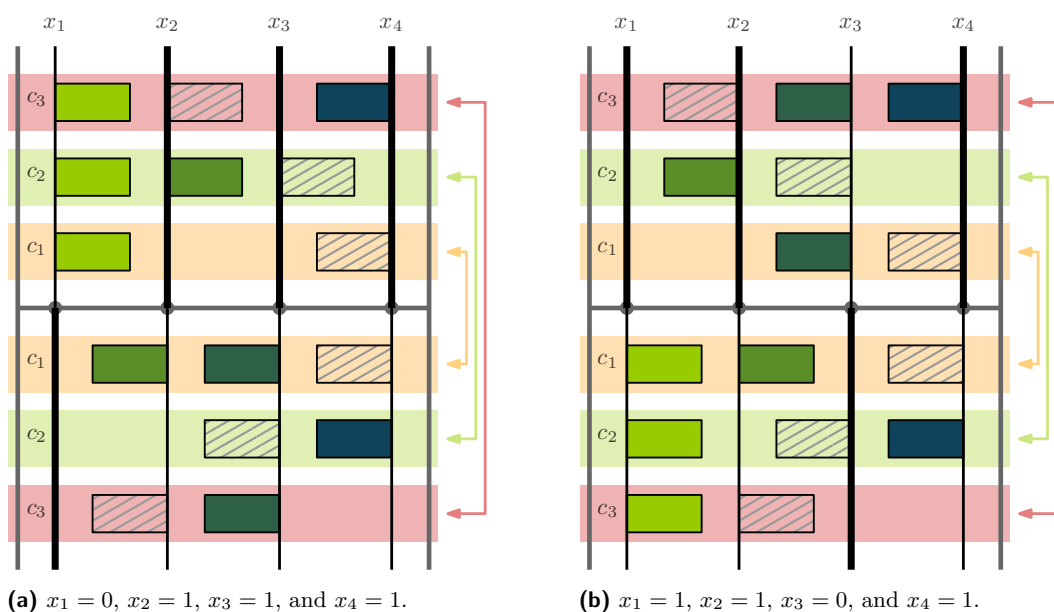 x₁ x₂ x₃ x₄ x₁ x₂ x₃ x₄
c₃ c₃
c₂ c₂
c₁ c₁
c₁ c₁
c₂ c₂
c₃ c₃
(a) x₁ = 0, x₂ = 1, x₃ = 1, and x₄ = 1. (b) x₁ = 1, x₂ = 1, x₃ = 0, and x₄ = 1.